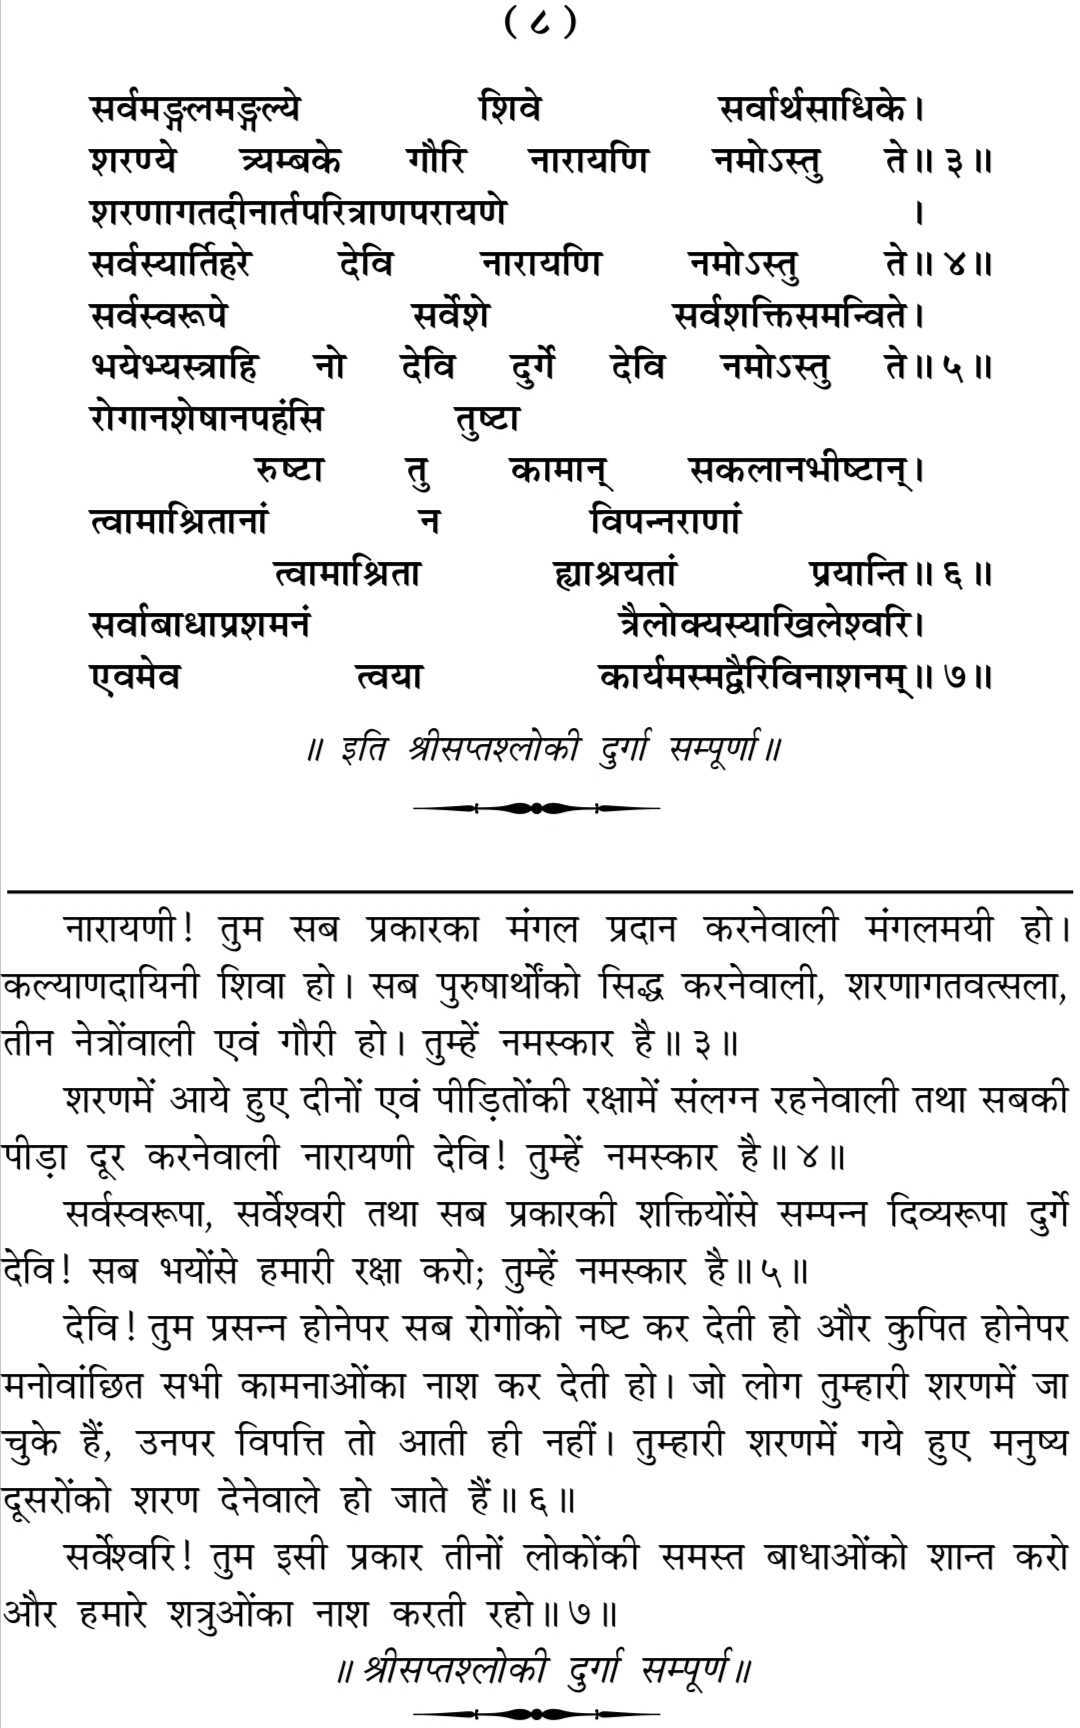 ( ८ )
सर्वमङ्गलमङ्गल्ये शिवे सर्वार्थसाधिके।
शरण्ये त्र्यम्बके गौरि नारायणि नमोऽस्तु ते॥ ३॥
शरणागतदीनार्तपरित्राणपरायणे ।
सर्वस्यार्तिहरे देवि नारायणि नमोऽस्तु ते॥ ४॥
सर्वस्वरूपे सर्वेशे सर्वशक्तिसमन्विते।
भयेभ्यस्त्राहि नो देवि दुर्गे देवि नमोऽस्तु ते॥ ५॥
रोगानशेषानपहंसि तुष्टा
रुष्टा तु कामान् सकलानभीष्टान्।
त्वामाश्रितानां न विपन्नराणां
त्वामाश्रिता ह्याश्रयतां प्रयान्ति॥ ६॥
सर्वाबाधाप्रशमनं त्रैलोक्यस्याखिलेश्वरि।
एवमेव त्वया कार्यमस्मद्वैरिविनाशनम्॥ ७॥
॥ इति श्रीसप्तश्लोकी दुर्गा सम्पूर्णा॥
नारायणी! तुम सब प्रकारका मंगल प्रदान करनेवाली मंगलमयी हो।
कल्याणदायिनी शिवा हो। सब पुरुषार्थोंको सिद्ध करनेवाली, शरणागतवत्सला,
तीन नेत्रोंवाली एवं गौरी हो। तुम्हें नमस्कार है॥ ३॥
शरणमें आये हुए दीनों एवं पीड़ितोंकी रक्षामें संलग्न रहनेवाली तथा सबकी
पीड़ा दूर करनेवाली नारायणी देवि! तुम्हें नमस्कार है॥ ४॥
सर्वस्वरूपा, सर्वेश्वरी तथा सब प्रकारकी शक्तियोंसे सम्पन्न दिव्यरूपा दुर्गे
देवि! सब भयोंसे हमारी रक्षा करो; तुम्हें नमस्कार है॥ ५॥
देवि! तुम प्रसन्न होनेपर सब रोगोंको नष्ट कर देती हो और कुपित होनेपर
मनोवांछित सभी कामनाओंका नाश कर देती हो। जो लोग तुम्हारी शरणमें जा
चुके हैं, उनपर विपत्ति तो आती ही नहीं। तुम्हारी शरणमें गये हुए मनुष्य
दूसरोंको शरण देनेवाले हो जाते हैं॥ ६॥
सर्वेश्वरि! तुम इसी प्रकार तीनों लोकोंकी समस्त बाधाओंको शान्त करो
और हमारे शत्रुओंका नाश करती रहो॥ ७॥
॥ श्रीसप्तश्लोकी दुर्गा सम्पूर्ण॥